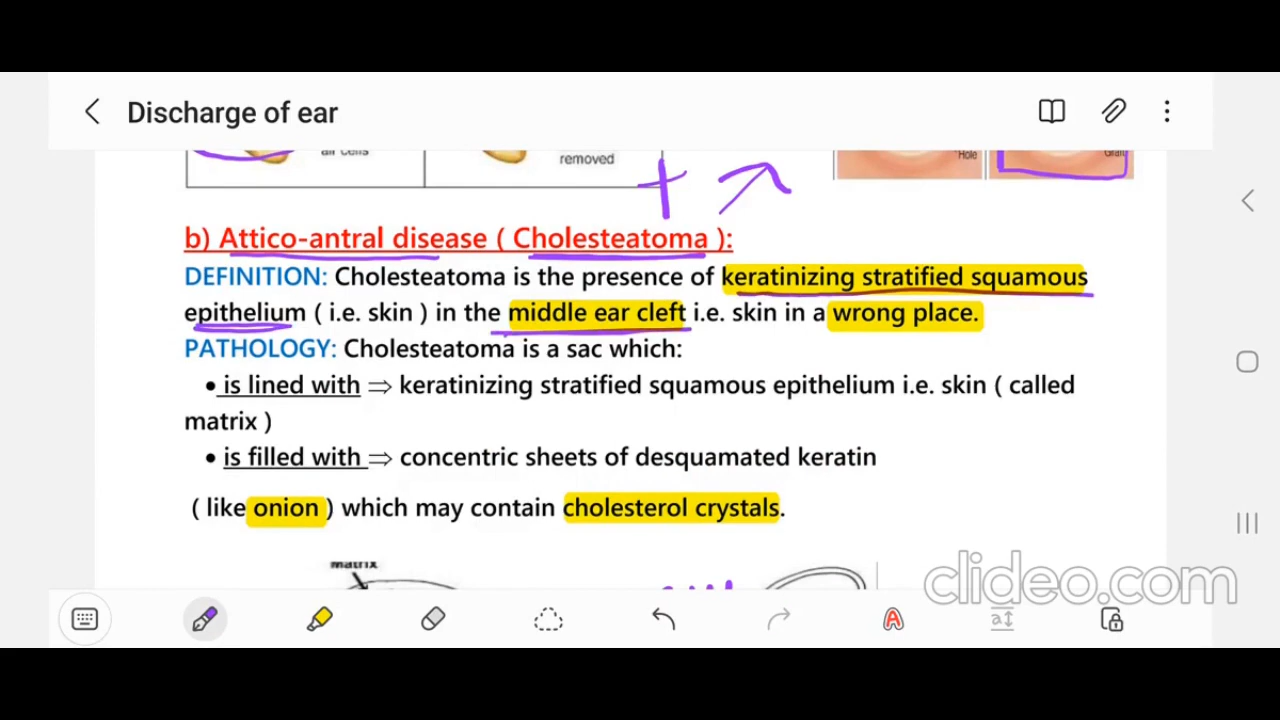 Discharge of ear
air cells
removed
Hole
Gran
b) Attico-antral disease ( Cholesteatoma ):
DEFINITION: Cholesteatoma is the presence of keratinizing stratified squamous
epithelium ( i.e. skin ) in the middle ear cleft i.e. skin in a wrong place.
PATHOLOGY: Cholesteatoma is a sac which:
• is lined with ⇒ keratinizing stratified squamous epithelium i.e. skin ( called
matrix )
• is filled with ⇒ concentric sheets of desquamated keratin
( like onion ) which may contain cholesterol crystals.
matrix
clideo.com
A
a